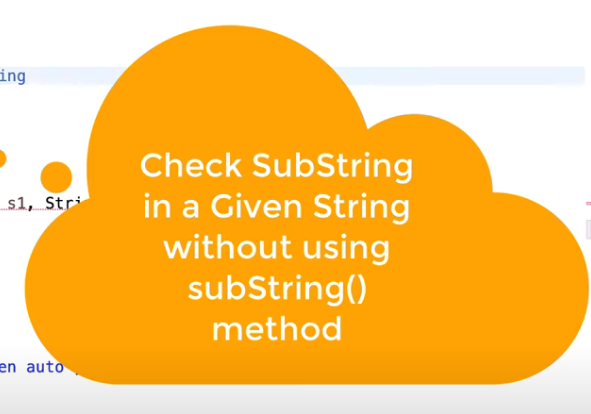 ing
Check SubString
s1, Stri
in a Given String
without using
subString()
method
en auto